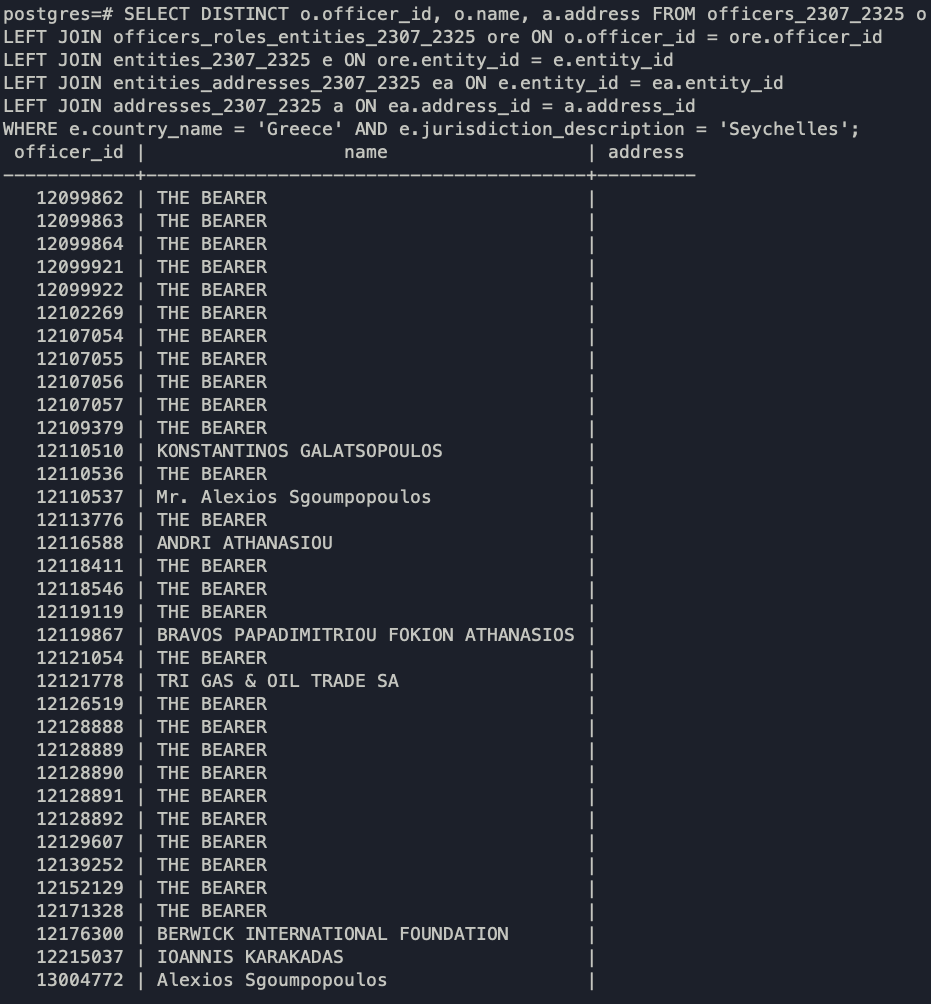 postgres=# SELECT DISTINCT o.officer_id, o.name, a.address FROM officers_2307_2325 o
LEFT JOIN officers_roles_entities_2307_2325 ore ON o.officer_id = ore.officer_id
LEFT JOIN entities_2307_2325 e ON ore.entity_id = e.entity_id
LEFT JOIN entities_addresses_2307_2325 ea ON e.entity_id = ea.entity_id
LEFT JOIN addresses_2307_2325 a ON ea.address_id = a.address_id
WHERE e.country_name = 'Greece' AND e.jurisdiction_description = 'Seychelles';
 officer_id |                  name                  | address
------------+----------------------------------------+---------
   12099862 | THE BEARER                             |
   12099863 | THE BEARER                             |
   12099864 | THE BEARER                             |
   12099921 | THE BEARER                             |
   12099922 | THE BEARER                             |
   12102269 | THE BEARER                             |
   12107054 | THE BEARER                             |
   12107055 | THE BEARER                             |
   12107056 | THE BEARER                             |
   12107057 | THE BEARER                             |
   12109379 | THE BEARER                             |
   12110510 | KONSTANTINOS GALATSOPOULOS             |
   12110536 | THE BEARER                             |
   12110537 | Mr. Alexios Sgoumpopoulos              |
   12113776 | THE BEARER                             |
   12116588 | ANDRI ATHANASIOU                       |
   12118411 | THE BEARER                             |
   12118546 | THE BEARER                             |
   12119119 | THE BEARER                             |
   12119867 | BRAVOS PAPADIMITRIOU FOKION ATHANASIOS |
   12121054 | THE BEARER                             |
   12121778 | TRI GAS & OIL TRADE SA                 |
   12126519 | THE BEARER                             |
   12128888 | THE BEARER                             |
   12128889 | THE BEARER                             |
   12128890 | THE BEARER                             |
   12128891 | THE BEARER                             |
   12128892 | THE BEARER                             |
   12129607 | THE BEARER                             |
   12139252 | THE BEARER                             |
   12152129 | THE BEARER                             |
   12171328 | THE BEARER                             |
   12176300 | BERWICK INTERNATIONAL FOUNDATION       |
   12215037 | IOANNIS KARAKADAS                      |
   13004772 | Alexios Sgoumpopoulos                  |